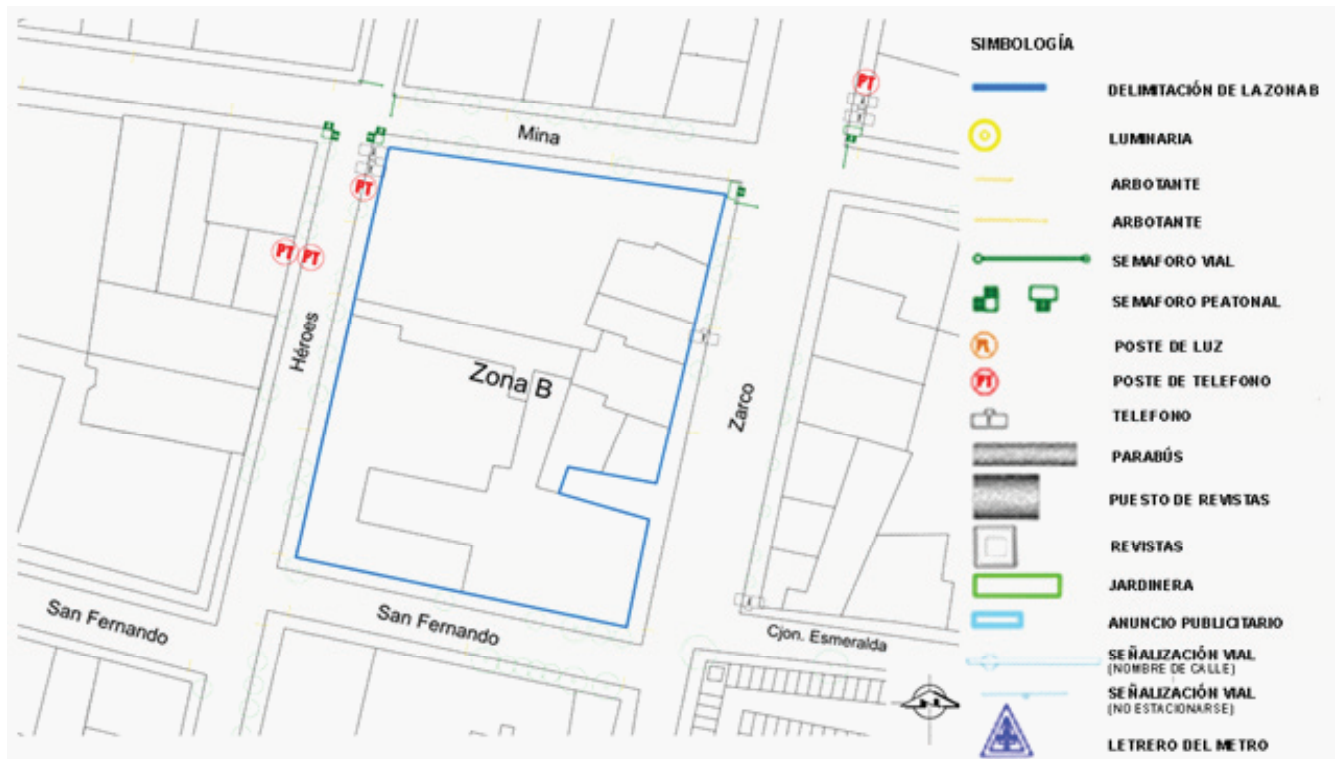 Mina
Héroes
Zona B
Zarco
San Fernando
San Fernando
Cjon. Esmeralda
PT
PT
PT
PT
SIMBOLOGÍA
DELIMITACIÓN DE LA ZONA B
LUMINARIA
ARBOTANTE
ARBOTANTE
SEMAFORO VIAL
SEMAFORO PEATONAL
POSTE DE LUZ
PT
POSTE DE TELEFONO
TELEFONO
PARABÚS
PUESTO DE REVISTAS
REVISTAS
JARDINERA
ANUNCIO PUBLICITARIO
SEÑALIZACIÓN VIAL
(NOMBRE DE CALLE)
SEÑALIZACIÓN VIAL
(NO ESTACIONARSE)
LETRERO DEL METRO